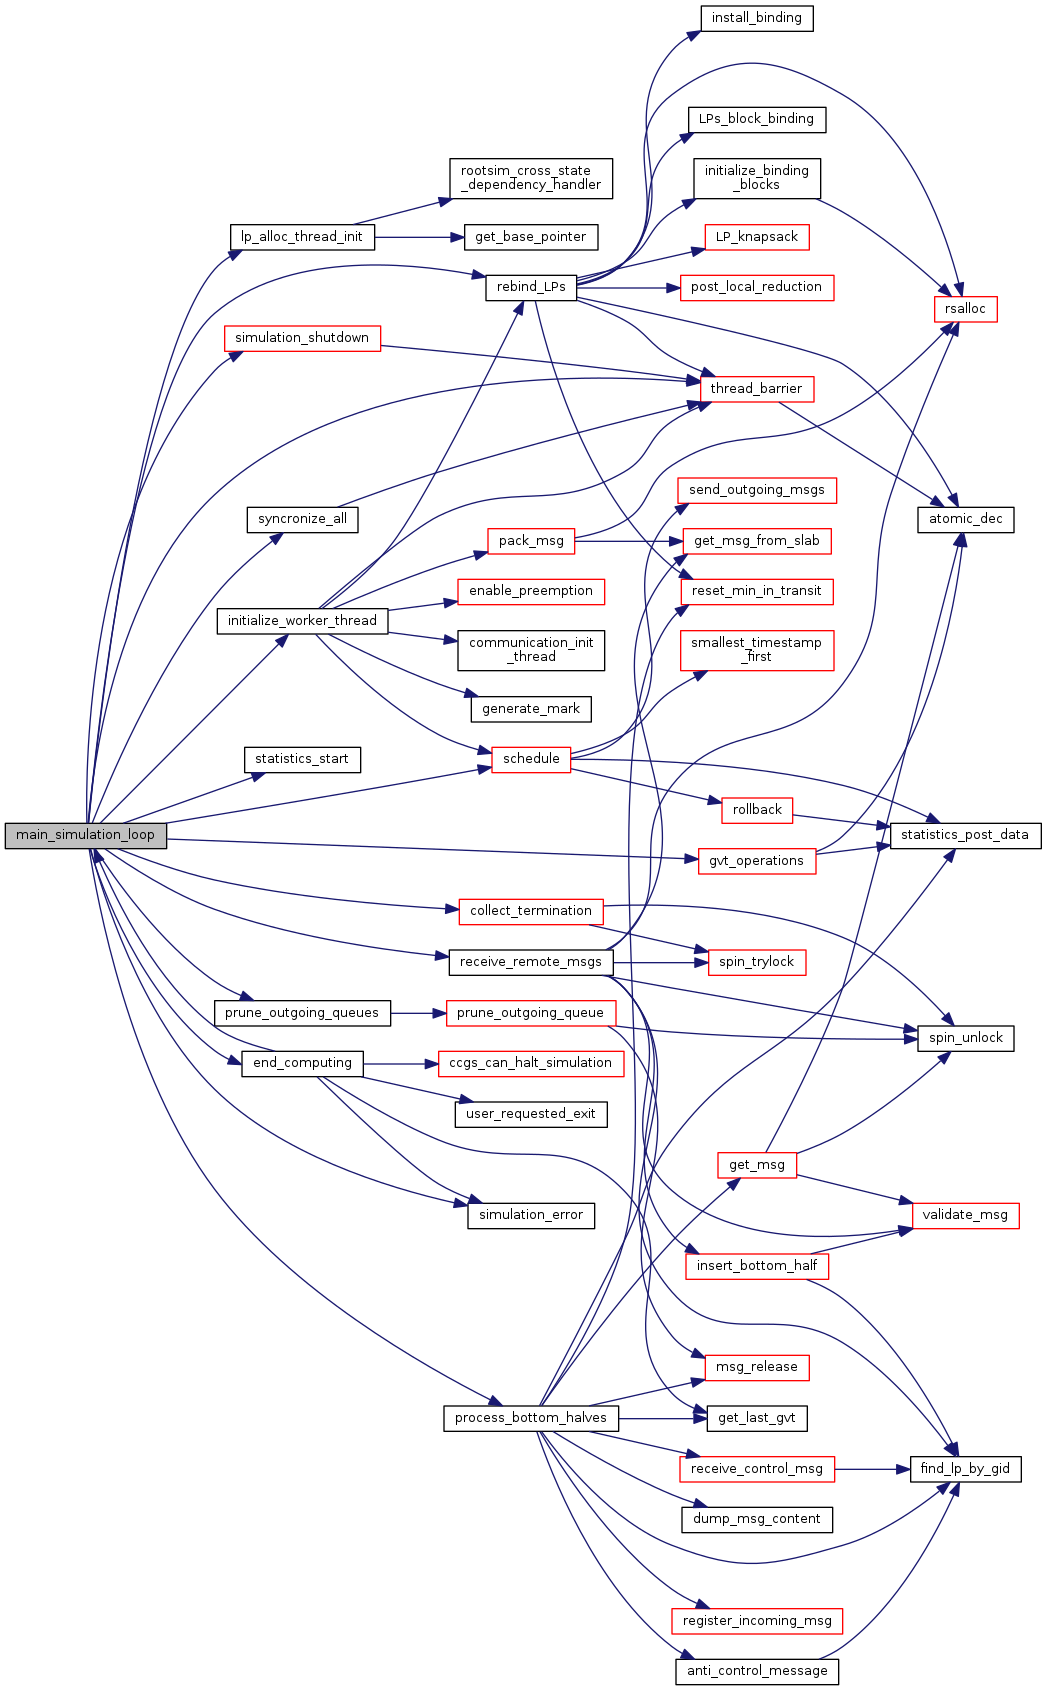 install_binding
LPs_block_binding
rootsim_cross_state
_dependency_handler
initialize_binding
_blocks
lp_alloc_thread_init
get_base_pointer
LP_knapsack
rebind_LPs
post_local_reduction
rsalloc
simulation_shutdown
thread_barrier
send_outgoing_msgs
syncronize_all
atomic_dec
pack_msg
get_msg_from_slab
enable_preemption
reset_min_in_transit
initialize_worker_thread
communication_init
_thread
smallest_timestamp
_first
generate_mark
statistics_start
schedule
rollback
main_simulation_loop
statistics_post_data
gvt_operations
collect_termination
receive_remote_msgs
spin_trylock
prune_outgoing_queues
prune_outgoing_queue
spin_unlock
end_computing
ccgs_can_halt_simulation
user_requested_exit
get_msg
simulation_error
validate_msg
insert_bottom_half
msg_release
process_bottom_halves
get_last_gvt
receive_control_msg
find_lp_by_gid
dump_msg_content
register_incoming_msg
anti_control_message